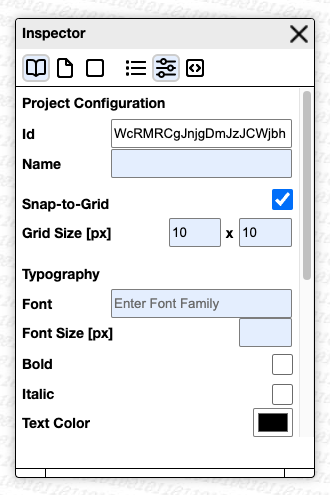 Inspector
Project Configuration
Id WcRMRCgJnjgDmJzJCWjbh
Name
Snap-to-Grid
Grid Size [px] 10 x 10
Typography
Font Enter Font Family
Font Size [px]
Bold
Italic
Text Color